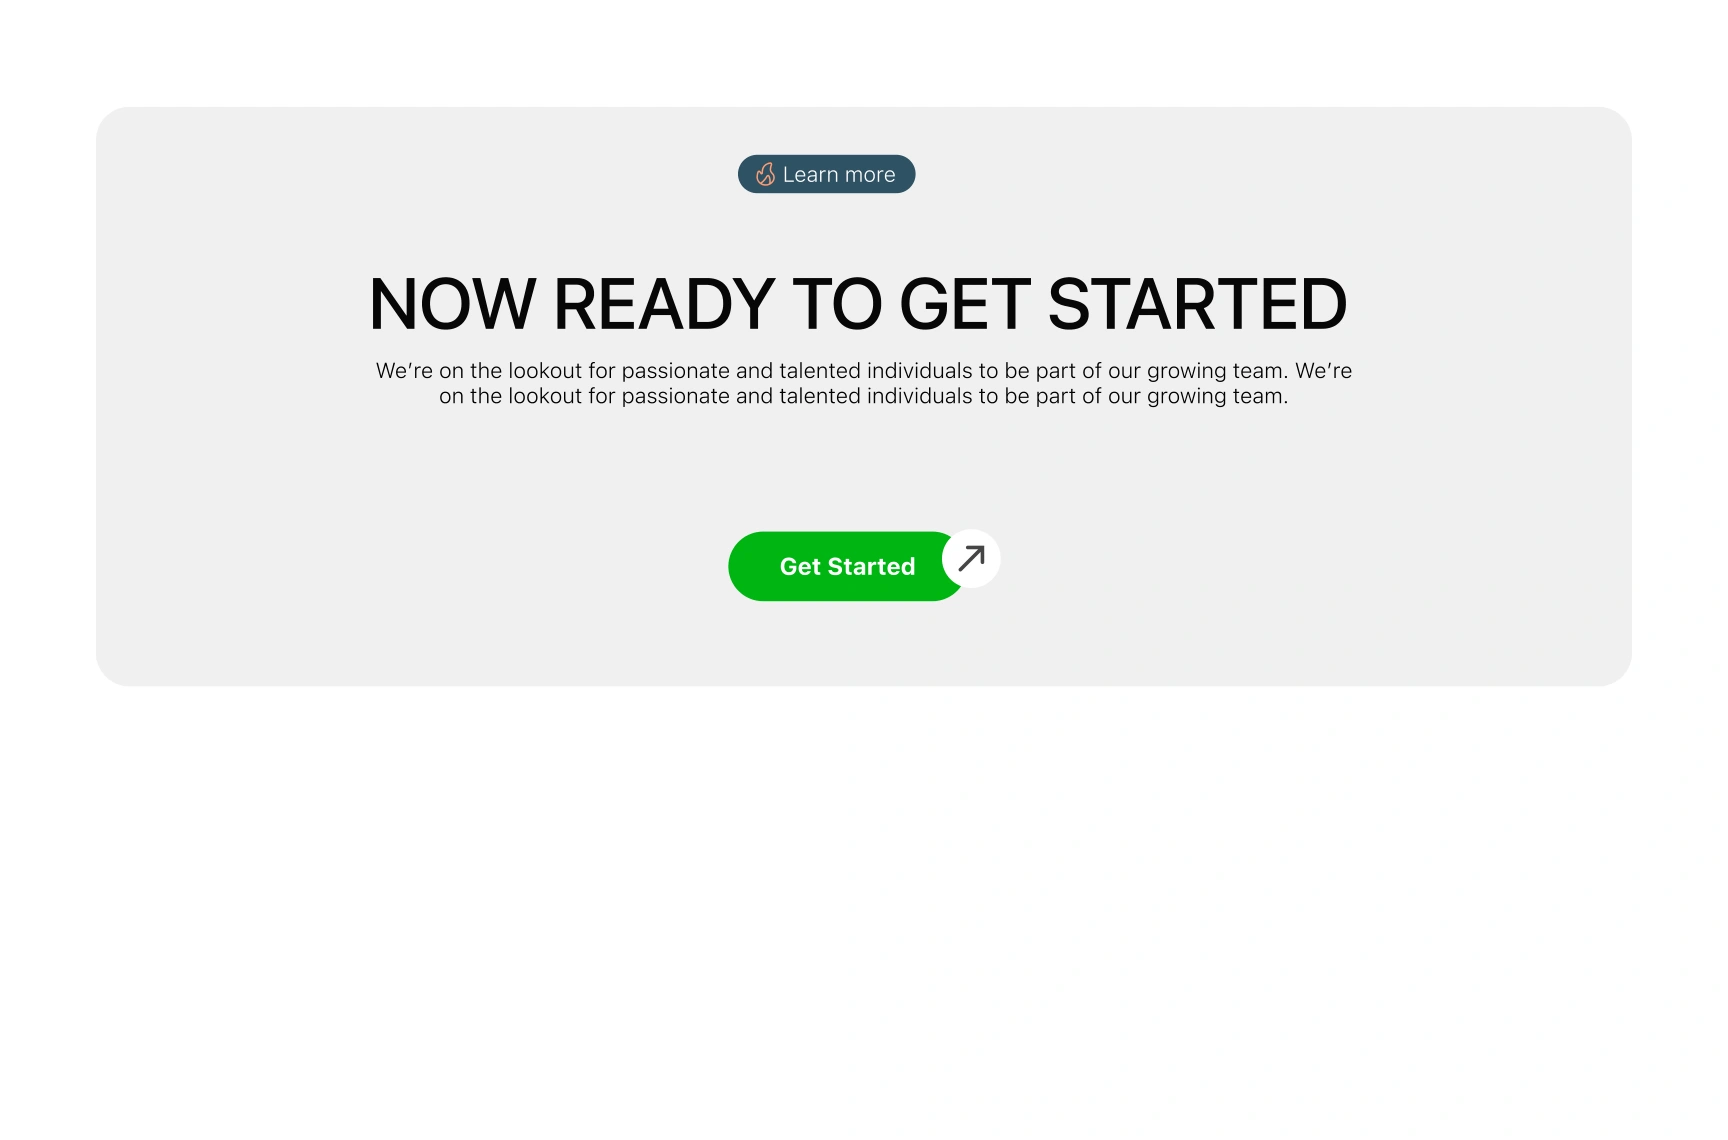 Learn more
NOW READY TO GET STARTED
We’re on the lookout for passionate and talented individuals to be part of our growing team. We’re
on the lookout for passionate and talented individuals to be part of our growing team.
Get Started